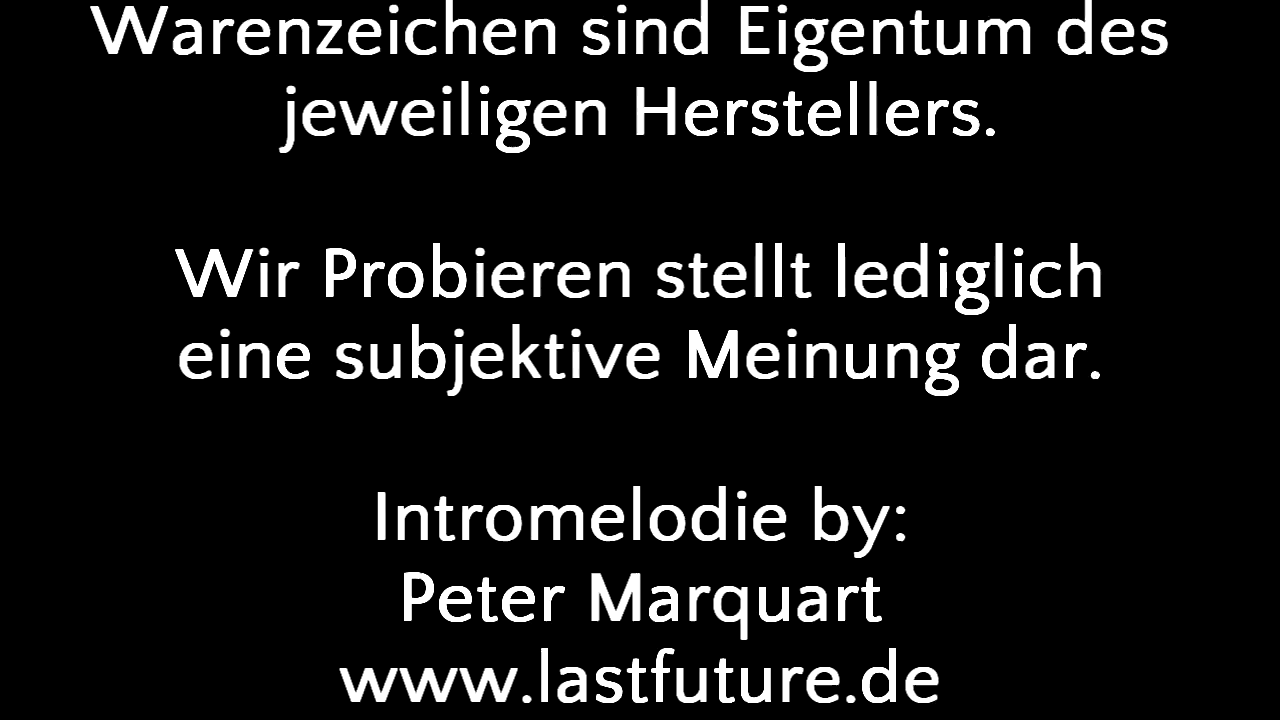 Warenzeichen sind Eigentum des
jeweiligen Herstellers.
Wir Probieren stellt lediglich
eine subjektive Meinung dar.
Intromelodie by:
Peter Marquart
www.lastfuture.de